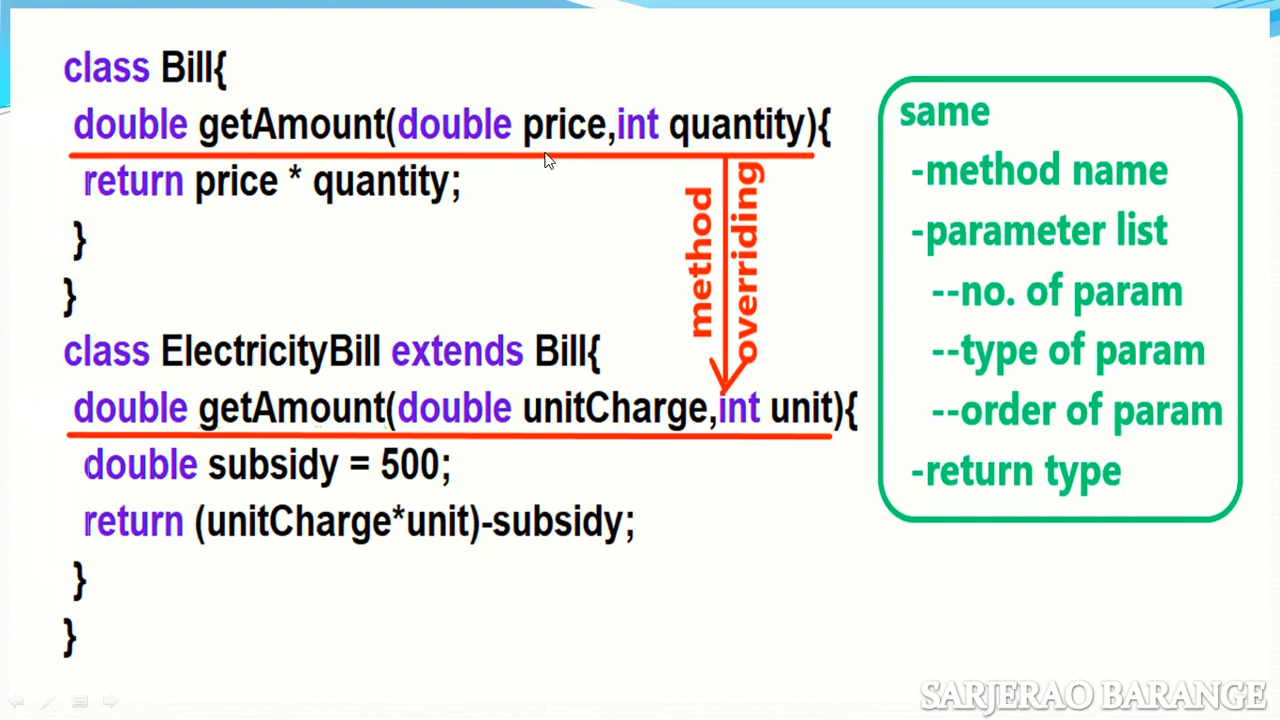 class Bill{
double getAmount(double price,int quantity){
return price * quantity;
}
}
class ElectricityBill extends Bill{
double getAmount(double unitCharge,int unit){
double subsidy = 500;
return (unitCharge*unit)-subsidy;
}
}
method
overriding
same
-method name
-parameter list
--no. of param
--type of param
--order of param
-return type
SARJERAO BARANGE